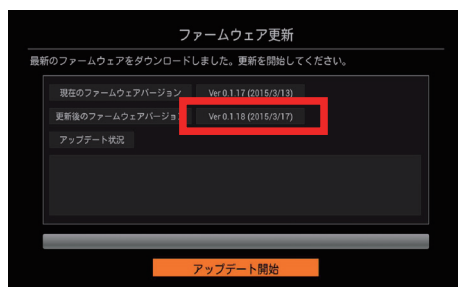 ファームウェア更新
最新のファームウェアをダウンロードしました。更新を開始してください。
現在のファームウェアバージョン Ver 0.1.17 (2015/3/13)
更新後のファームウェアバージョ Ver 0.1.18 (2015/3/17)
アップデート状況
アップデート開始